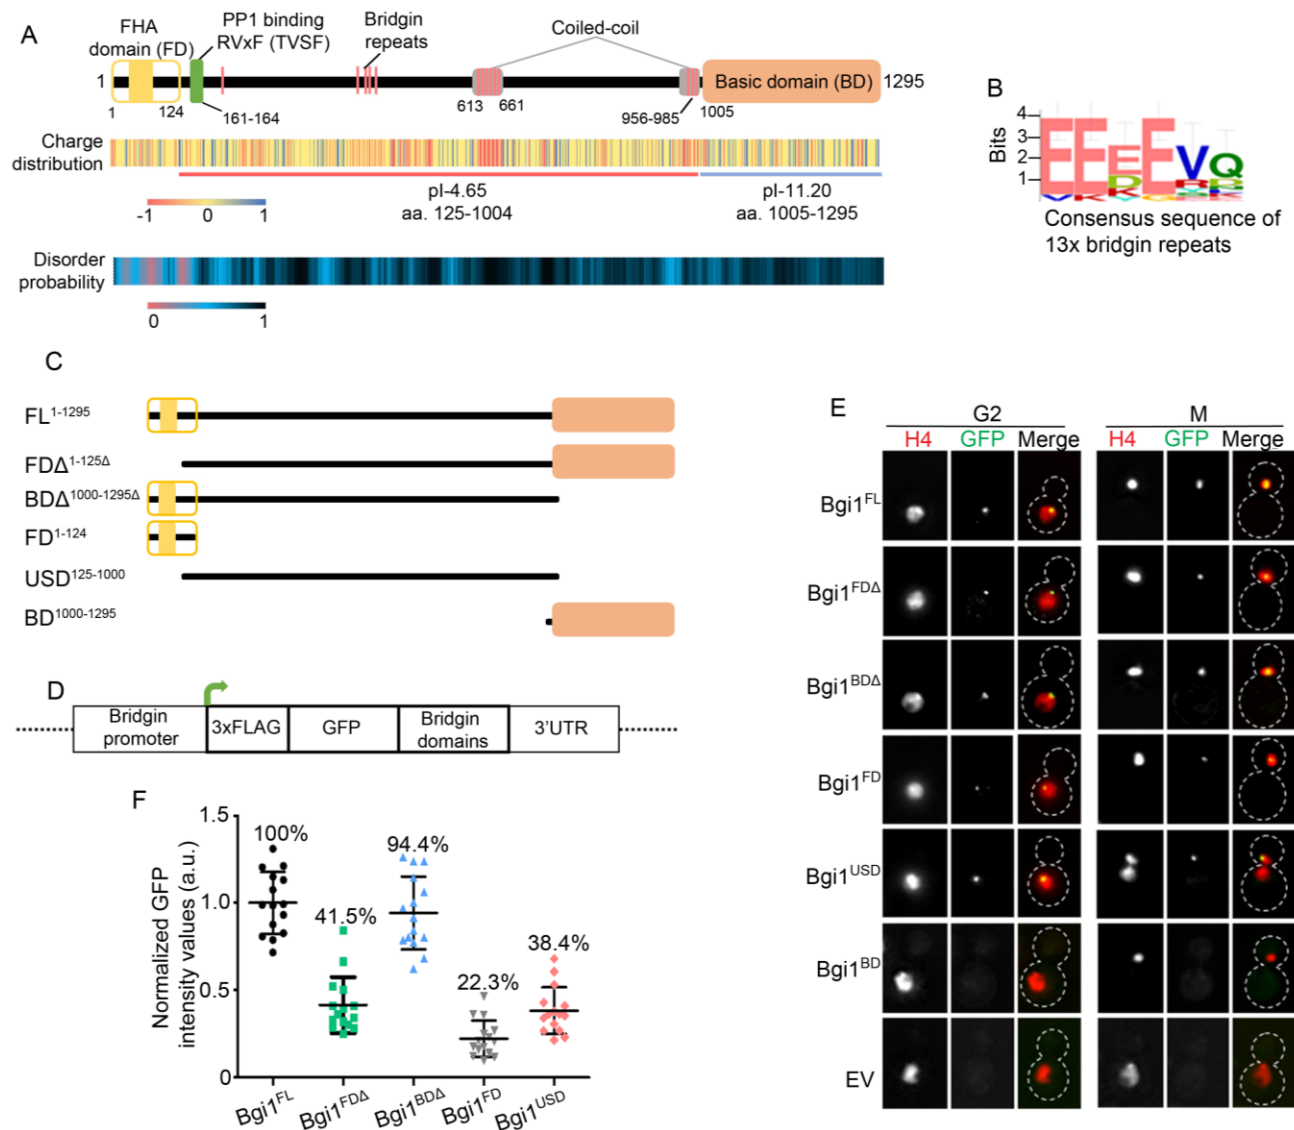 A
FHA
domain (FD)
PP1 binding
RVxF (TVSF)
Bridgin
repeats
Coiled-coil
1
Basic domain (BD)
1295
1
124
161-164
613
661
956-985
1005
Charge
distribution
pI-4.65
aa. 125-1004
pI-11.20
aa. 1005-1295
-1
0
1
Disorder
probability
0
1
B
Bits
4
3
2
1
EEEEVQ
Consensus sequence of
13x bridgin repeats
C
FL1-1295
FDΔ1-125Δ
BDΔ1000-1295Δ
FD1-124
USD125-1000
BD1000-1295
D
Bridgin
promoter
3xFLAG
GFP
Bridgin
domains
3'UTR
E
G2
M
H4
GFP
Merge
H4
GFP
Merge
Bgi1FL
Bgi1FDΔ
Bgi1BDΔ
Bgi1FD
Bgi1USD
Bgi1BD
EV
F
Normalized GFP
intensity values (a.u.)
1.5
1.0
0.5
0
100%
41.5%
94.4%
22.3%
38.4%
Bgi1FL
Bgi1FDΔ
Bgi1BDΔ
Bgi1FD
Bgi1USD